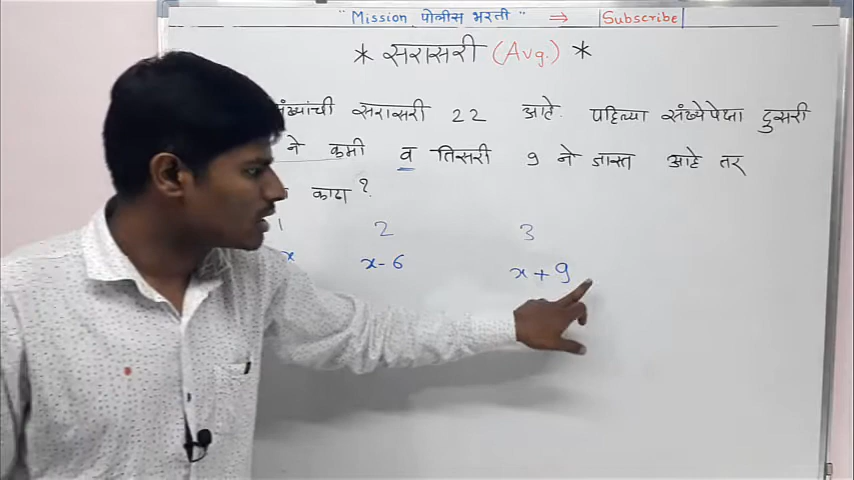 " Mission पोलीस भरती " ⇒ Subscribe
* सरासरी (Avg.) *
संख्यांची सरासरी 22 आहे. पहिल्या संख्येपेक्षा दुसरी
ने कमी व तिसरी 9 ने जास्त आहे तर
काढा ?
1 2 3
x x-6 x+9